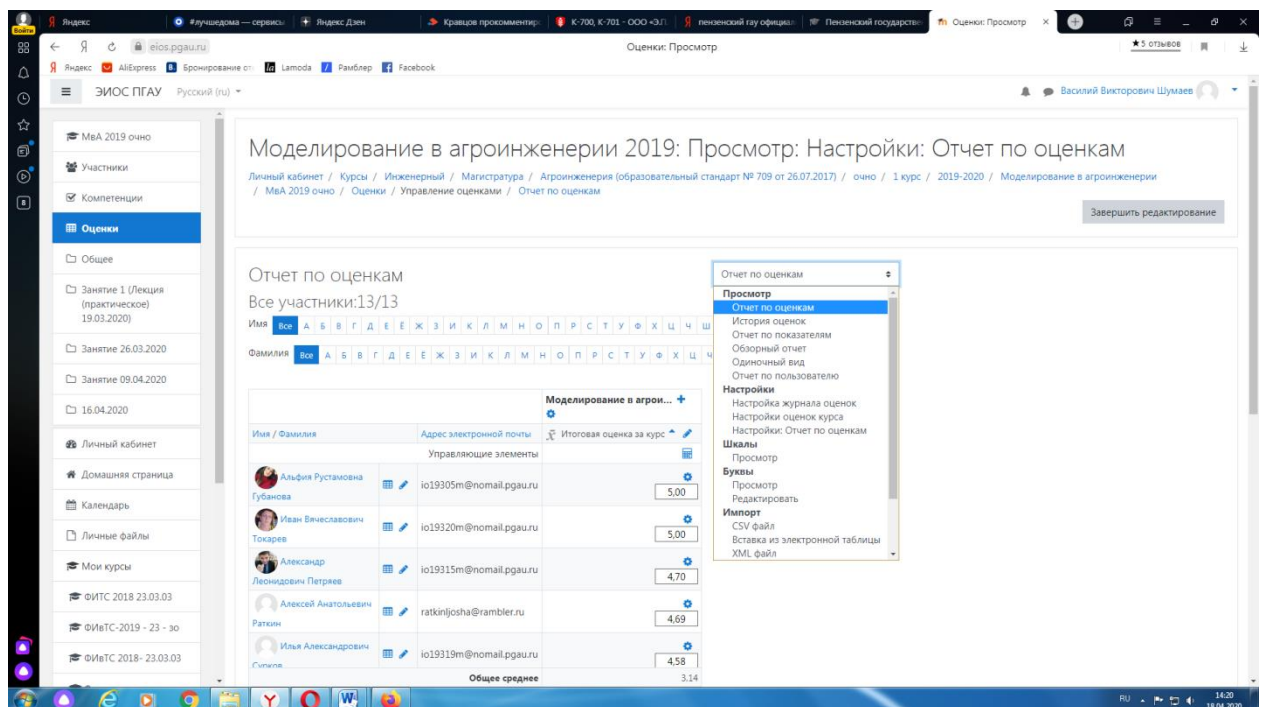 Войти
Яндекс
#лучшедома — сервисы
Яндекс Дзен
Кравцов прокомментиро
К-700, К-701 - ООО «ЭЛ
пензенский гау официал
Пензенский государстве
Оценки: Просмотр
eios.pgau.ru
Оценки: Просмотр
★5 отзывов
Яндекс
AliExpress
Бронирование от
Lamoda
Рамблер
Facebook
ЭИОС ПГАУ
Русский (ru)
Василий Викторович Шумаев
МвА 2019 очно
Участники
Компетенции
Оценки
Общее
Занятие 1 (Лекция
(практическое)
19.03.2020)
Занятие 26.03.2020
Занятие 09.04.2020
16.04.2020
Личный кабинет
Домашняя страница
Календарь
Личные файлы
Мои курсы
ФИТС 2018 23.03.03
ФИвТС-2019 - 23 - зо
ФИвТС 2018- 23.03.03
Моделирование в агроинженерии 2019: Просмотр: Настройки: Отчет по оценкам
Личный кабинет / Курсы / Инженерный / Магистратура / Агроинженерия (образовательный стандарт № 709 от 26.07.2017) / очно / 1 курс / 2019-2020 / Моделирование в агроинженерии
/ МвА 2019 очно / Оценки / Управление оценками / Отчет по оценкам
Завершить редактирование
Отчет по оценкам
Все участники:13/13
Имя Все А Б В Г Д Е Ё Ж З И К Л М Н О П Р С Т У Ф Х Ц Ч Ш
Фамилия Все А Б В Г Д Е Ё Ж З И К Л М Н О П Р С Т У Ф Х Ц Ч
Моделирование в агрои...
Имя / Фамилия
Адрес электронной почты
Итоговая оценка за курс
Управляющие элементы
Альфия Рустамовна
Губанова
io19305m@nomail.pgau.ru
5,00
Иван Вячеславович
Токарев
io19320m@nomail.pgau.ru
5,00
Александр
Леонидович Петряев
io19315m@nomail.pgau.ru
4,70
Алексей Анатольевич
Раткин
ratkinljosha@rambler.ru
4,69
Илья Александрович
Сурков
io19319m@nomail.pgau.ru
4,58
Общее среднее
3,14
Отчет по оценкам
Просмотр
Отчет по оценкам
История оценок
Отчет по показателям
Обзорный отчет
Одиночный вид
Отчет по пользователю
Настройки
Настройка журнала оценок
Настройки оценок курса
Настройки: Отчет по оценкам
Шкалы
Просмотр
Буквы
Просмотр
Редактировать
Импорт
CSV файл
Вставка из электронной таблицы
XML файл
RU
14:20
18.04.2020